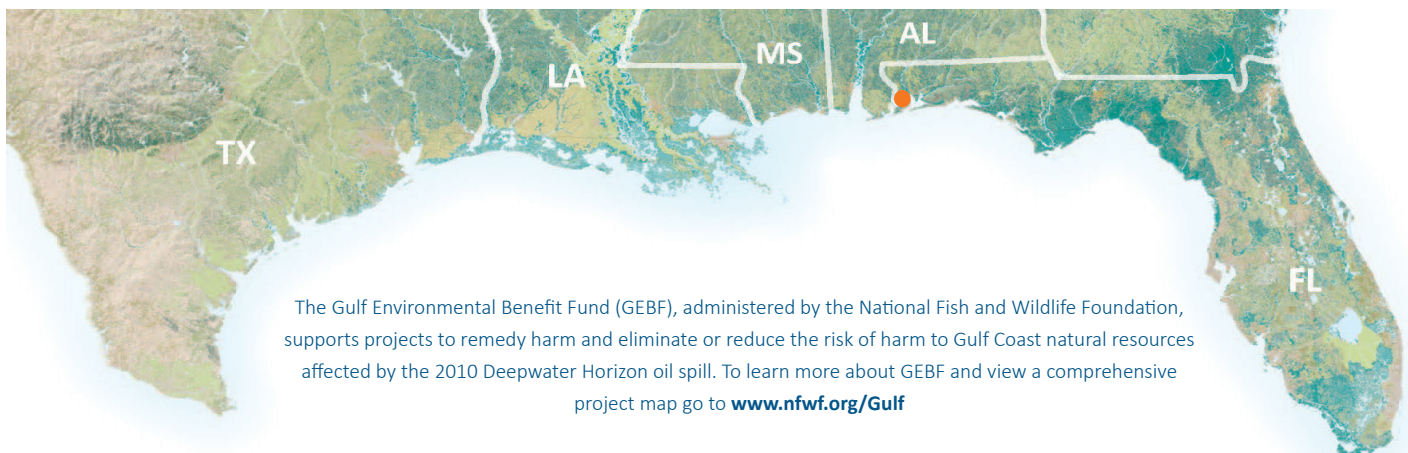 AL
MS
LA
TX
FL
The Gulf Environmental Benefit Fund (GEBF), administered by the National Fish and Wildlife Foundation,
supports projects to remedy harm and eliminate or reduce the risk of harm to Gulf Coast natural resources
affected by the 2010 Deepwater Horizon oil spill. To learn more about GEBF and view a comprehensive
project map go to www.nfwf.org/Gulf